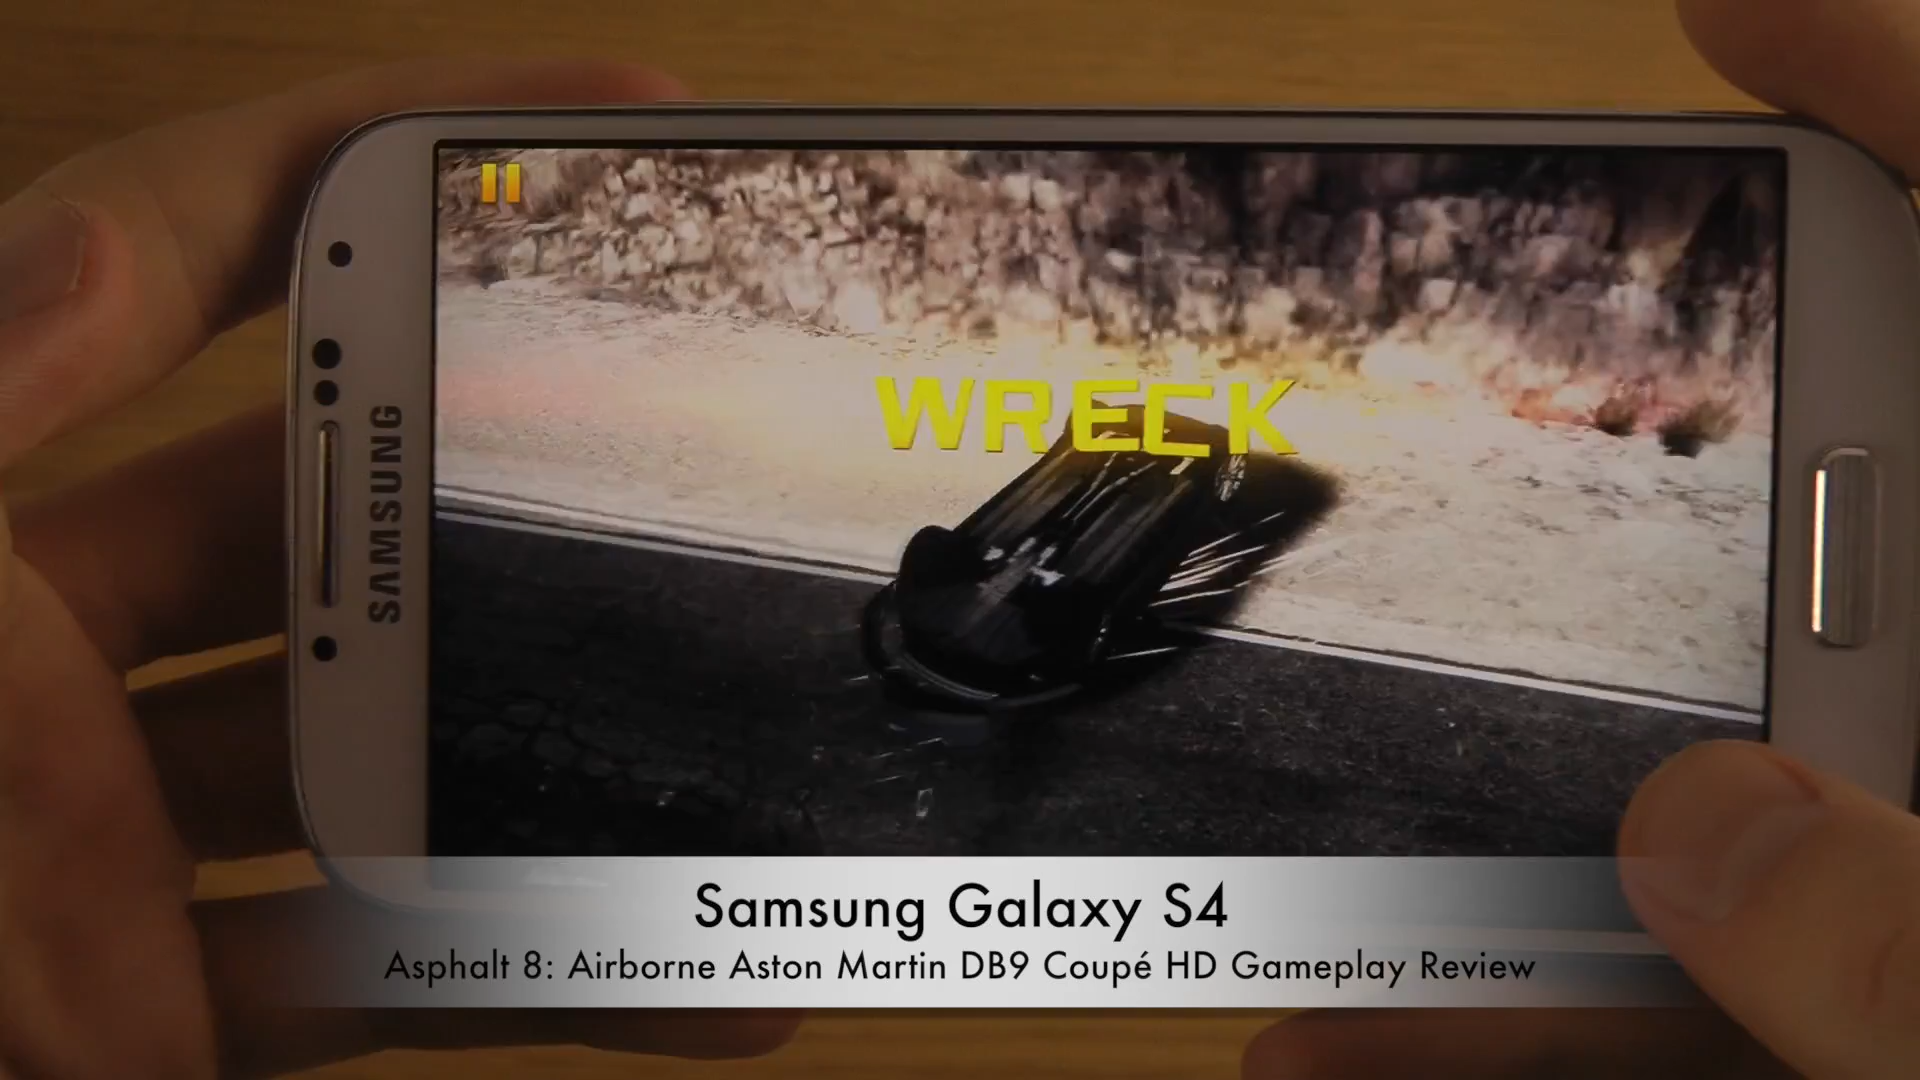 WRECK
SAMSUNG
Samsung Galaxy S4
Asphalt 8: Airborne Aston Martin DB9 Coupé HD Gameplay Review